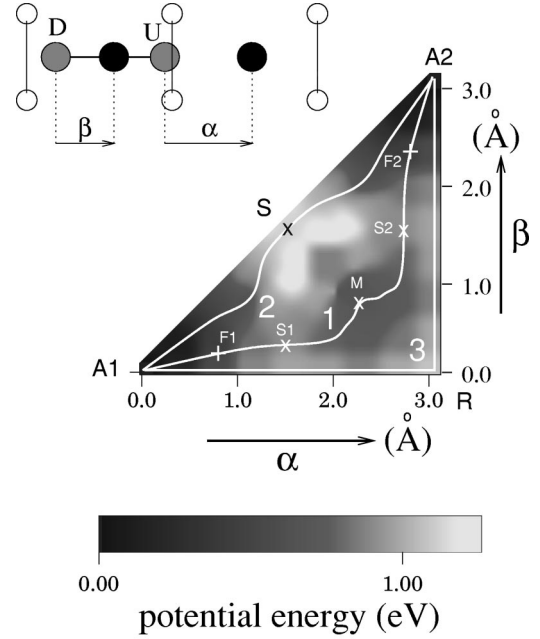 D U
β α
A2
3.0
(Å)
F2
2.0
S
S2
β
M
1.0
2 1
F1 S1 3
A1 0.0
0.0 1.0 2.0 3.0 R
(Å)
α
0.00 1.00
potential energy (eV)